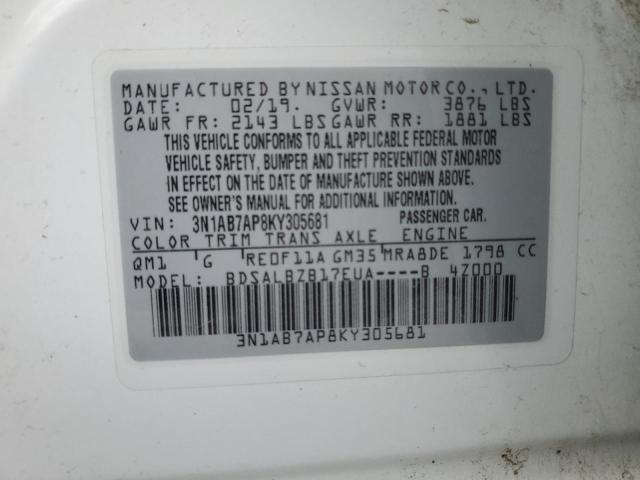 MANUFACTURED BY NISSAN MOTOR CO., LTD.
DATE: 02/19. GVWR: 3876 LBS
GAWR FR: 2143 LBS GAWR RR: 1881 LBS
THIS VEHICLE CONFORMS TO ALL APPLICABLE FEDERAL MOTOR
VEHICLE SAFETY, BUMPER AND THEFT PREVENTION STANDARDS
IN EFFECT ON THE DATE OF MANUFACTURE SHOWN ABOVE.
SEE OWNER'S MANUAL FOR ADDITIONAL INFORMATION.
VIN: 3N1AB7AP8KY305681 PASSENGER CAR.
COLOR TRIM TRANS AXLE ENGINE
QM1 G RE0F11A GM35 MRA8DE 1798 CC
MODEL: BDSALBZB17EUA----B 4Z000
3N1AB7AP8KY305681